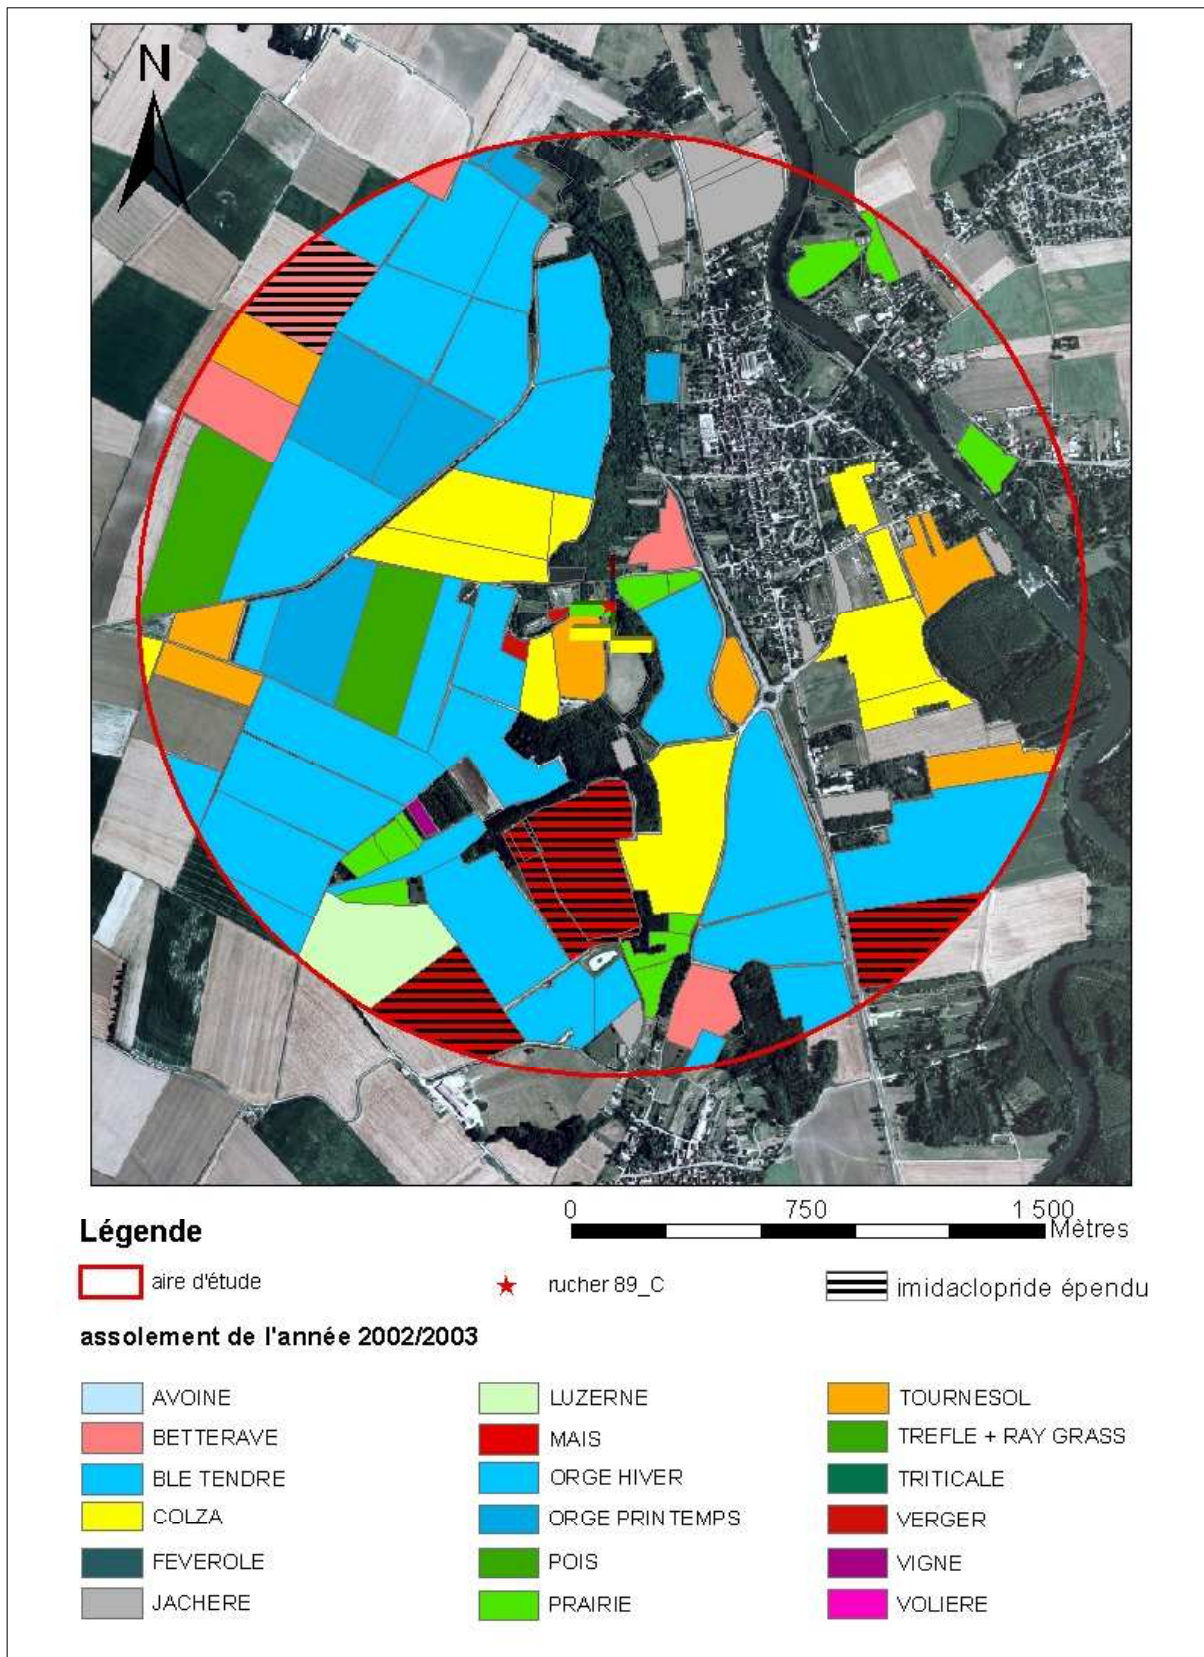 N
0 750 1 500
Mètres
Légende
aire d'étude
rucher 89_C
imidaclopride épendu
assolement de l'année 2002/2003
AVOINE
BETTERAVE
BLE TENDRE
COLZA
FEVEROLE
JACHERE
LUZERNE
MAIS
ORGE HIVER
ORGE PRINTEMPS
POIS
PRAIRIE
TOURNESOL
TREFLE + RAY GRASS
TRITICALE
VERGER
VIGNE
VOLIERE